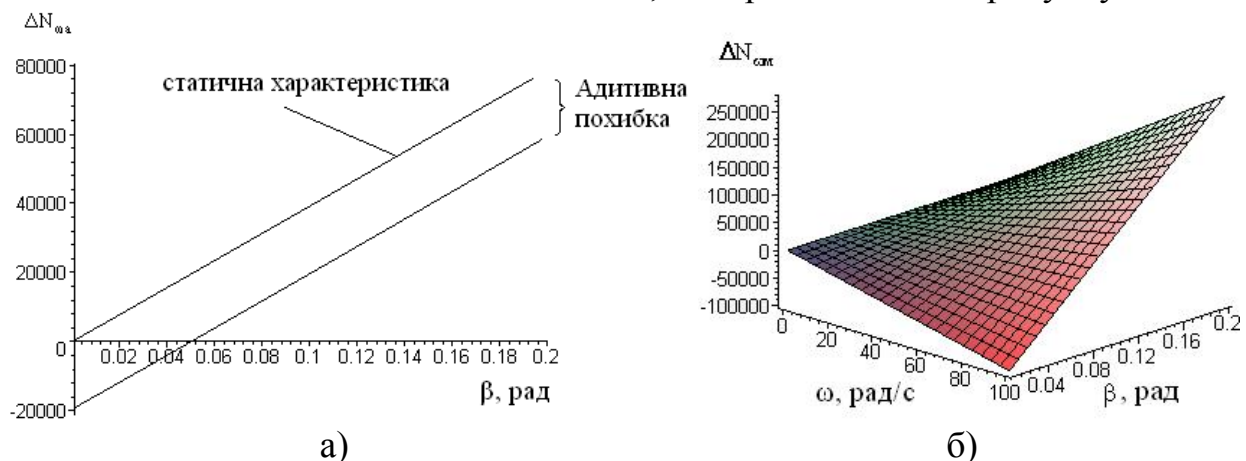 ΔN_ωa
80000
60000
40000
20000
0
-20000
0.02 0.04 0.06 0.08 0.1 0.12 0.14 0.16 0.18 0.2
статична характеристика
Адитивна
похибка
β, рад
а)
ΔN_ωм
250000
200000
150000
100000
50000
0
-50000
-100000
0 20 40 60 80 100
ω, рад/с
0.04 0.08 0.12 0.16 0.2
β, рад
б)